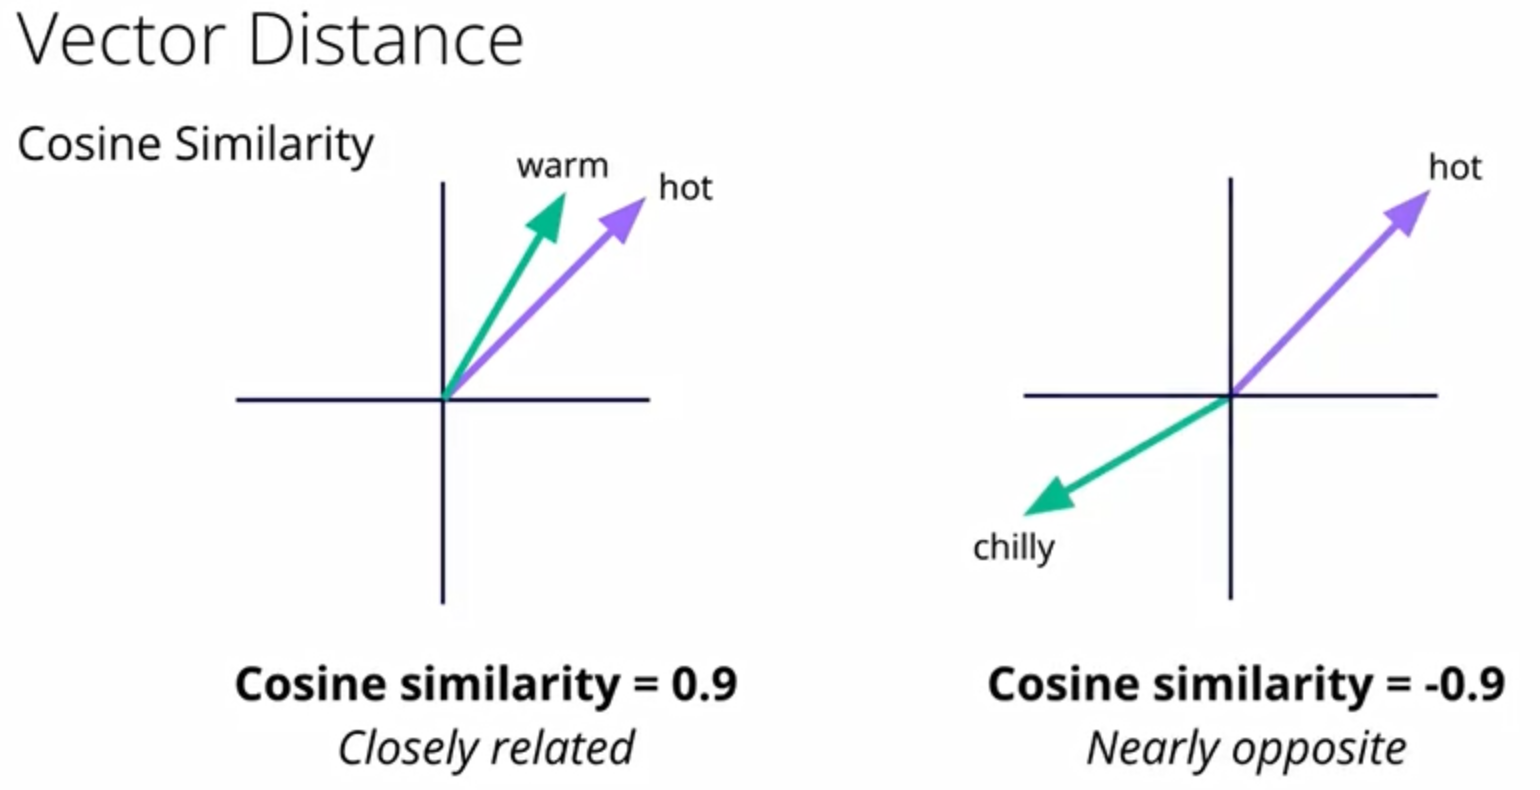 Vector Distance
Cosine Similarity
warm
hot
hot
chilly
Cosine similarity = 0.9
Closely related
Cosine similarity = -0.9
Nearly opposite